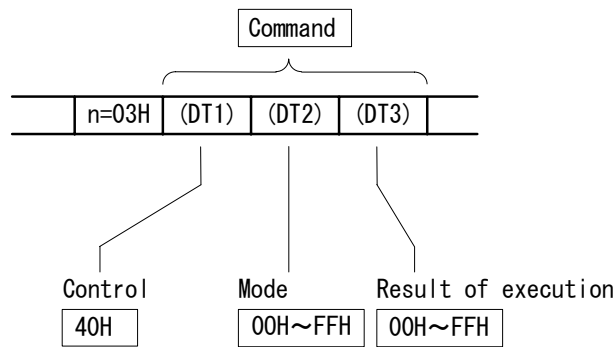 Command
n=03H (DT1) (DT2) (DT3)
Control Mode Result of execution
40H 00H～FFH 00H～FFH